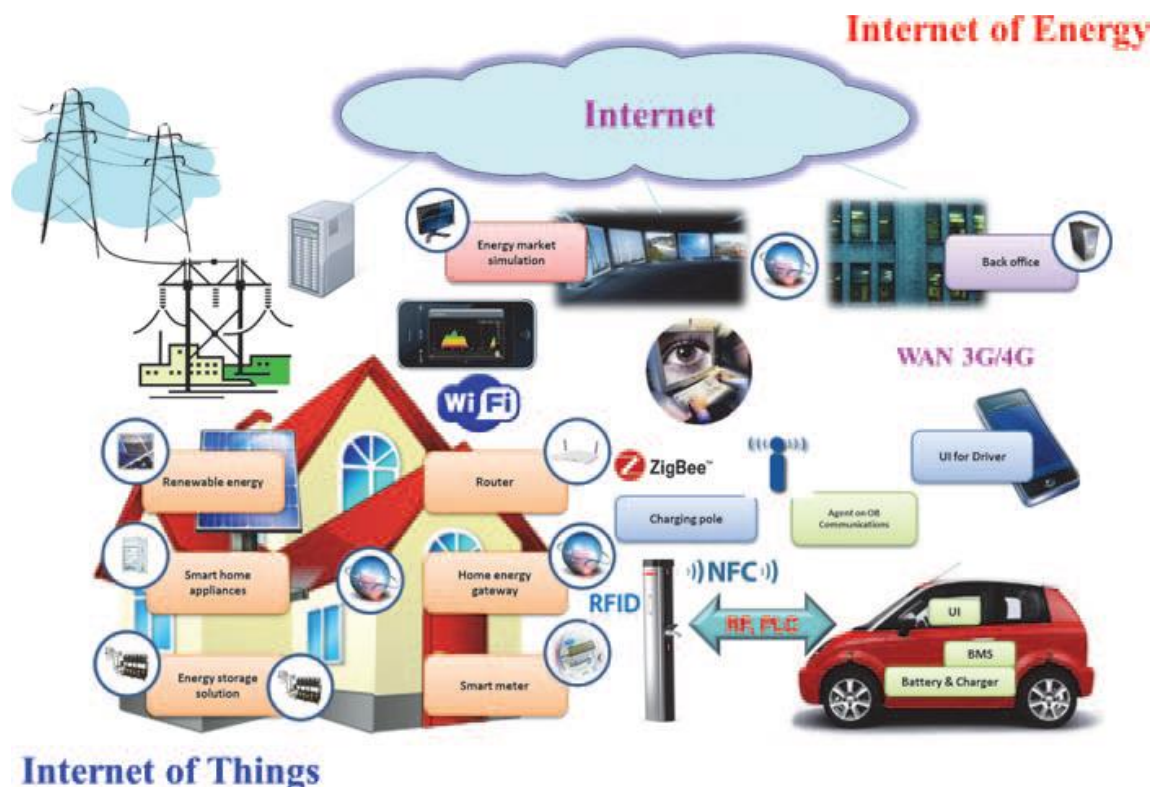 Internet of Energy
Internet
Energy market
simulation
Back office
WAN 3G/4G
Wi Fi
UI for Driver
ZigBee™
Renewable energy
Router
Charging pole
Agent on OB
Communications
Smart home
appliances
Home energy
gateway
NFC
RFID
RF, PLC
UI
BMS
Battery & Charger
Energy storage
solution
Smart meter
Internet of Things